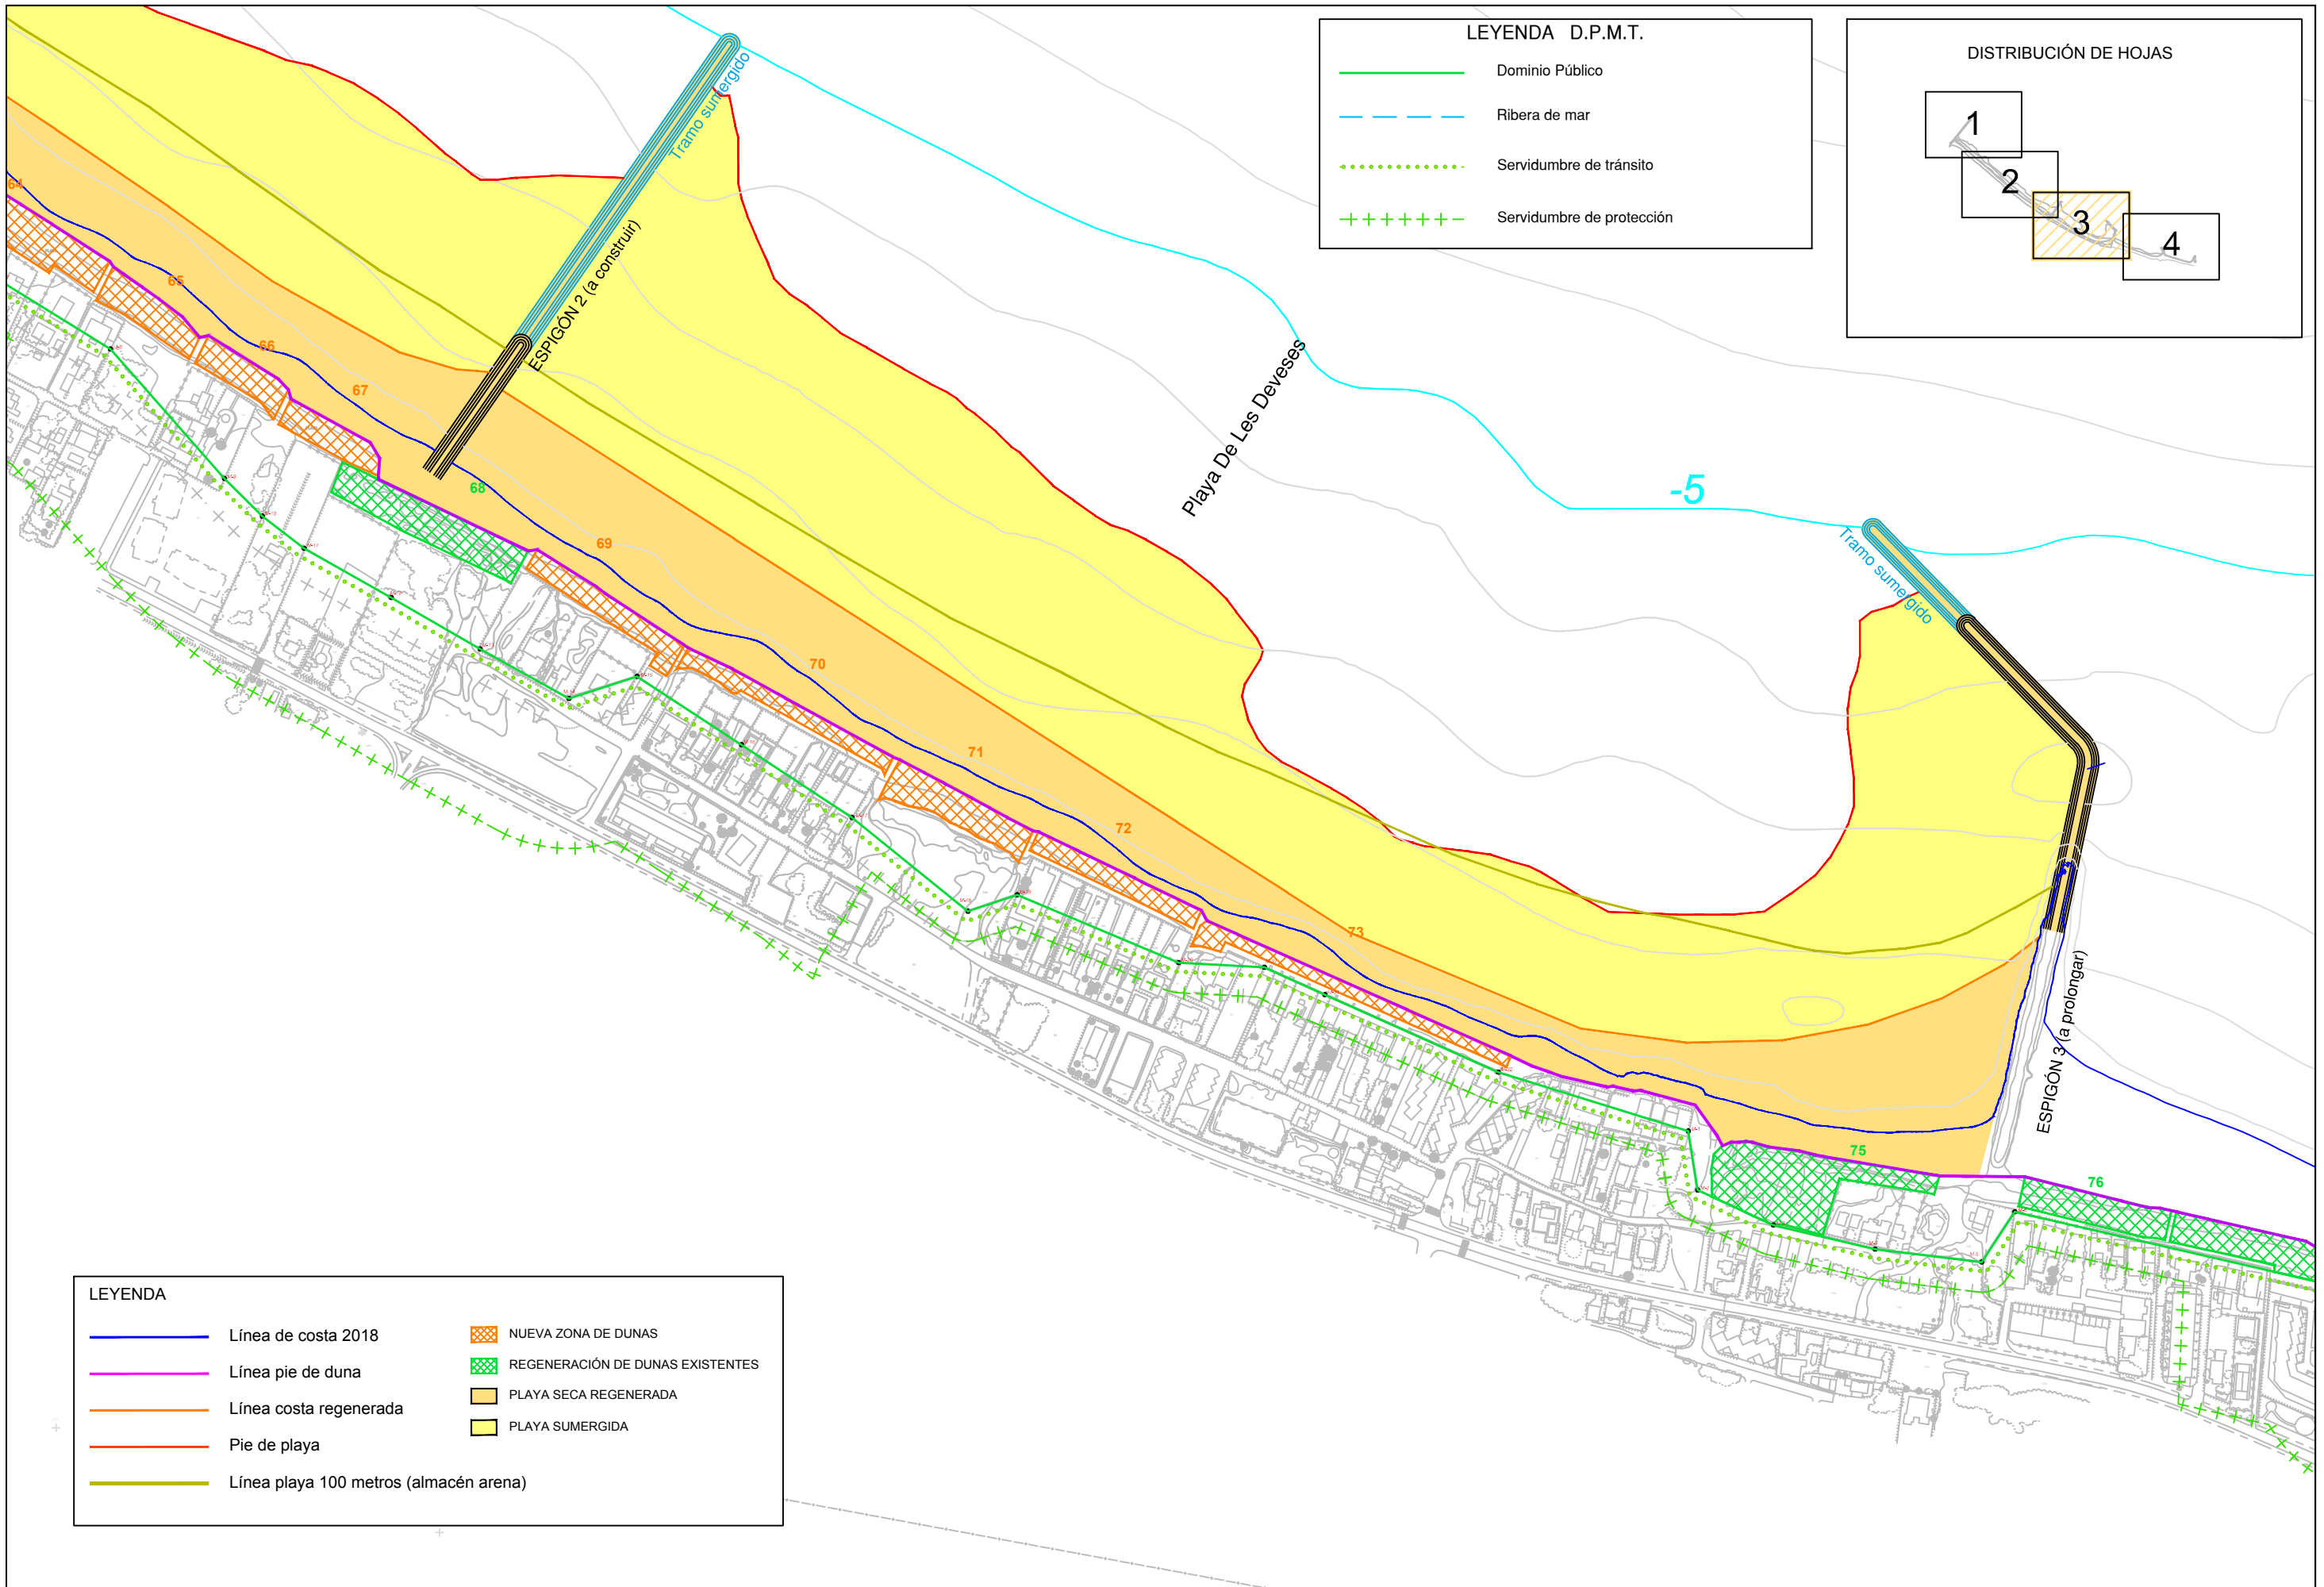 LEYENDA D.P.M.T.
Dominio Público
Ribera de mar
Servidumbre de tránsito
Servidumbre de protección
DISTRIBUCIÓN DE HOJAS
1
2
3
4
Tramo sumergido
ESPIGÓN 2 (a construir)
Playa De Les Deveses
-5
Tramo sumergido
ESPIGÓN 3 (a prolongar)
64
65
66
67
68
69
70
71
72
73
75
76
LEYENDA
Línea de costa 2018
Línea pie de duna
Línea costa regenerada
Pie de playa
Línea playa 100 metros (almacén arena)
NUEVA ZONA DE DUNAS
REGENERACIÓN DE DUNAS EXISTENTES
PLAYA SECA REGENERADA
PLAYA SUMERGIDA